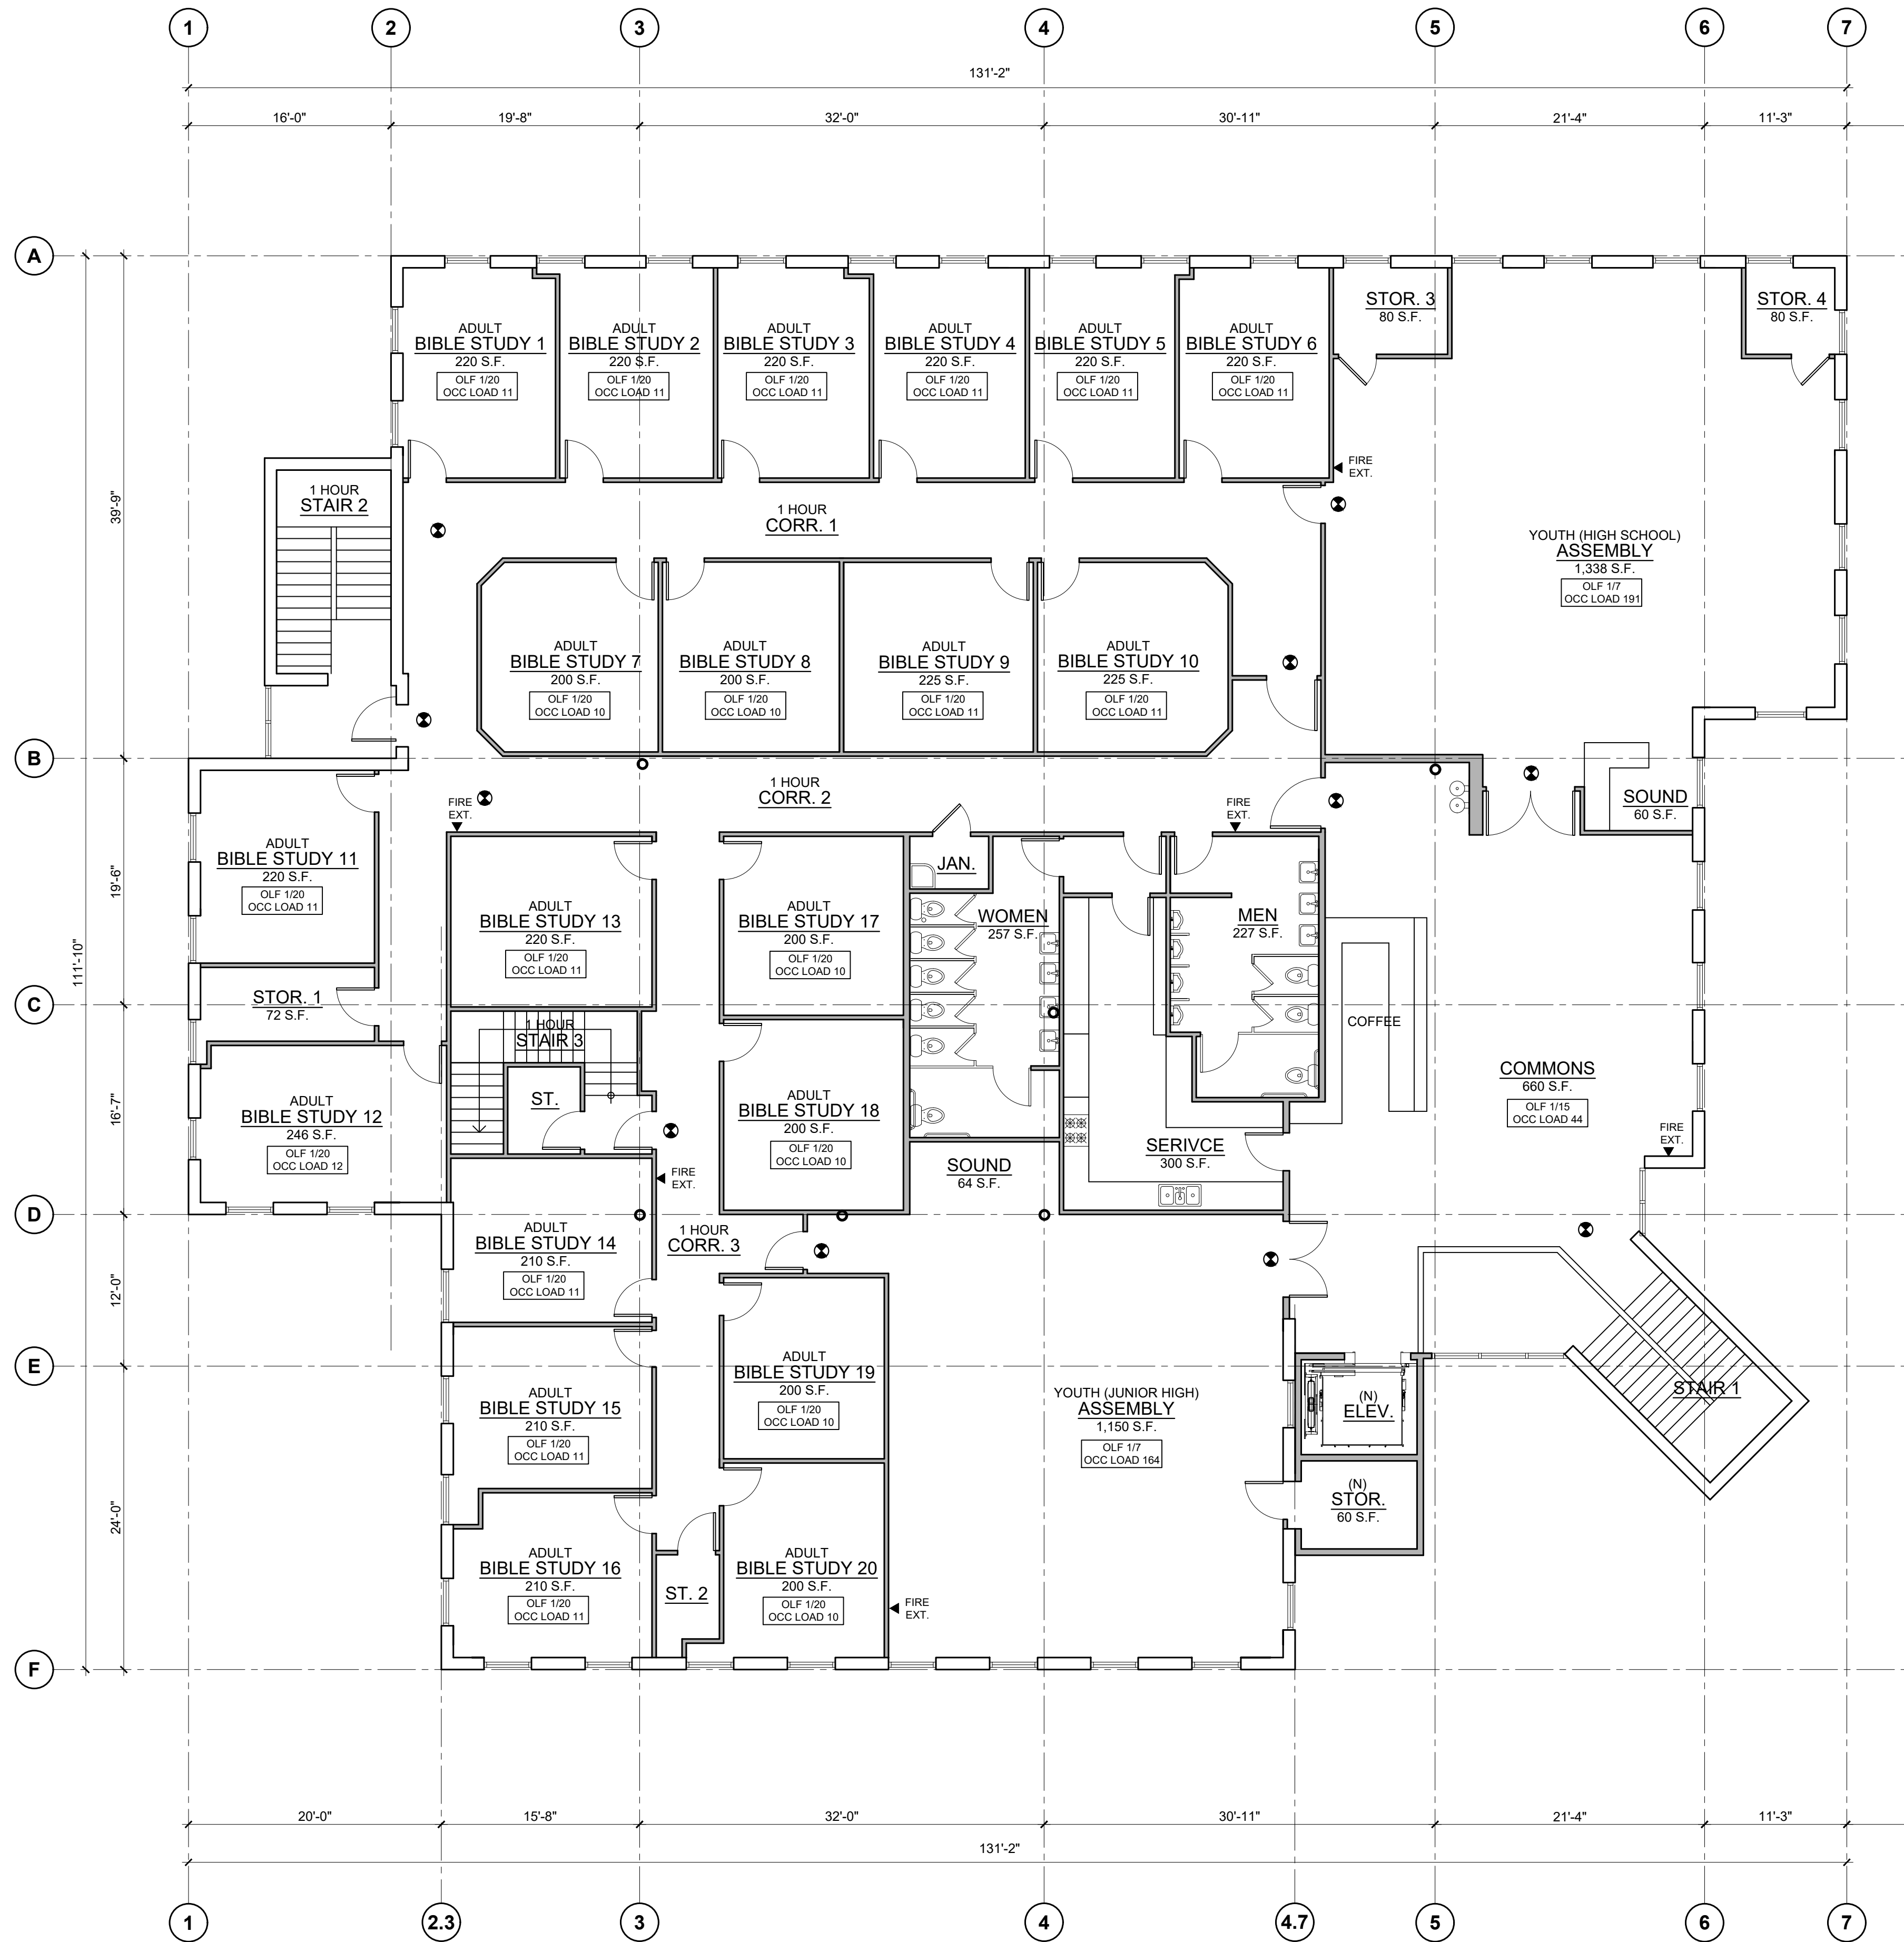 1 2 3 4 5 6 7
131'-2"
16'-0" 19'-8" 32'-0" 30'-11" 21'-4" 11'-3"
A
STOR. 3
80 S.F.
STOR. 4
80 S.F.
ADULT
BIBLE STUDY 1
220 S.F.
OLF 1/20
OCC LOAD 11
ADULT
BIBLE STUDY 2
220 S.F.
OLF 1/20
OCC LOAD 11
ADULT
BIBLE STUDY 3
220 S.F.
OLF 1/20
OCC LOAD 11
ADULT
BIBLE STUDY 4
220 S.F.
OLF 1/20
OCC LOAD 11
ADULT
BIBLE STUDY 5
220 S.F.
OLF 1/20
OCC LOAD 11
ADULT
BIBLE STUDY 6
220 S.F.
OLF 1/20
OCC LOAD 11
FIRE
EXT.
39'-9"
1 HOUR
STAIR 2
1 HOUR
CORR. 1
YOUTH (HIGH SCHOOL)
ASSEMBLY
1,338 S.F.
OLF 1/7
OCC LOAD 191
ADULT
BIBLE STUDY 7
200 S.F.
OLF 1/20
OCC LOAD 10
ADULT
BIBLE STUDY 8
200 S.F.
OLF 1/20
OCC LOAD 10
ADULT
BIBLE STUDY 9
225 S.F.
OLF 1/20
OCC LOAD 11
ADULT
BIBLE STUDY 10
225 S.F.
OLF 1/20
OCC LOAD 11
B
1 HOUR
CORR. 2
FIRE
EXT.
FIRE
EXT.
SOUND
60 S.F.
111'-10"
19'-6"
ADULT
BIBLE STUDY 11
220 S.F.
OLF 1/20
OCC LOAD 11
ADULT
BIBLE STUDY 13
220 S.F.
OLF 1/20
OCC LOAD 11
ADULT
BIBLE STUDY 17
200 S.F.
OLF 1/20
OCC LOAD 10
JAN.
WOMEN
257 S.F.
MEN
227 S.F.
C
STOR. 1
72 S.F.
1 HOUR
STAIR 3
COFFEE
COMMONS
660 S.F.
OLF 1/15
OCC LOAD 44
16'-7"
ADULT
BIBLE STUDY 12
246 S.F.
OLF 1/20
OCC LOAD 12
ST.
ADULT
BIBLE STUDY 18
200 S.F.
OLF 1/20
OCC LOAD 10
SERIVCE
300 S.F.
SOUND
64 S.F.
FIRE
EXT.
FIRE
EXT.
D
12'-0"
ADULT
BIBLE STUDY 14
210 S.F.
OLF 1/20
OCC LOAD 11
1 HOUR
CORR. 3
E
ADULT
BIBLE STUDY 15
210 S.F.
OLF 1/20
OCC LOAD 11
ADULT
BIBLE STUDY 19
200 S.F.
OLF 1/20
OCC LOAD 10
YOUTH (JUNIOR HIGH)
ASSEMBLY
1,150 S.F.
OLF 1/7
OCC LOAD 164
(N)
ELEV.
STAIR 1
24'-0"
(N)
STOR.
60 S.F.
ADULT
BIBLE STUDY 16
210 S.F.
OLF 1/20
OCC LOAD 11
ST. 2
ADULT
BIBLE STUDY 20
200 S.F.
OLF 1/20
OCC LOAD 10
FIRE
EXT.
F
20'-0" 15'-8" 32'-0" 30'-11" 21'-4" 11'-3"
131'-2"
1 2.3 3 4 4.7 5 6 7